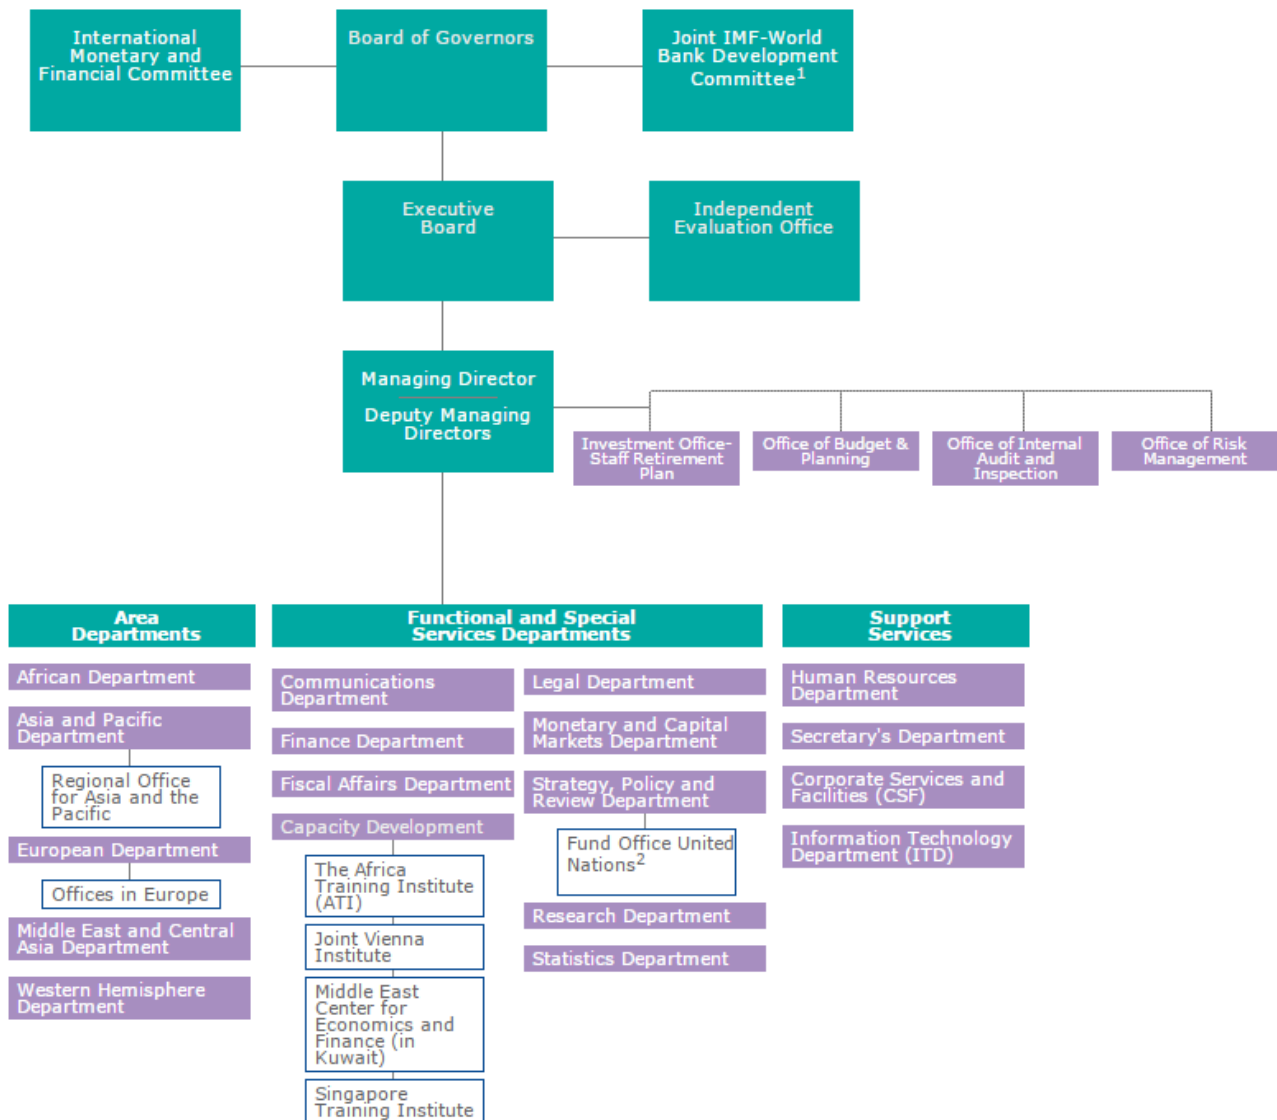 International
Monetary and
Financial Committee
Board of Governors
Joint IMF-World
Bank Development
Committee1
Executive
Board
Independent
Evaluation Office
Managing Director
Deputy Managing
Directors
Investment Office-
Staff Retirement
Plan
Office of Budget &
Planning
Office of Internal
Audit and
Inspection
Office of Risk
Management
Area
Departments
African Department
Asia and Pacific
Department
Regional Office
for Asia and the
Pacific
European Department
Offices in Europe
Middle East and Central
Asia Department
Western Hemisphere
Department
Functional and Special
Services Departments
Communications
Department
Finance Department
Fiscal Affairs Department
Capacity Development
The Africa
Training Institute
(ATI)
Joint Vienna
Institute
Middle East
Center for
Economics and
Finance (in
Kuwait)
Singapore
Training Institute
Legal Department
Monetary and Capital
Markets Department
Strategy, Policy and
Review Department
Fund Office United
Nations2
Research Department
Statistics Department
Support
Services
Human Resources
Department
Secretary's Department
Corporate Services and
Facilities (CSF)
Information Technology
Department (ITD)